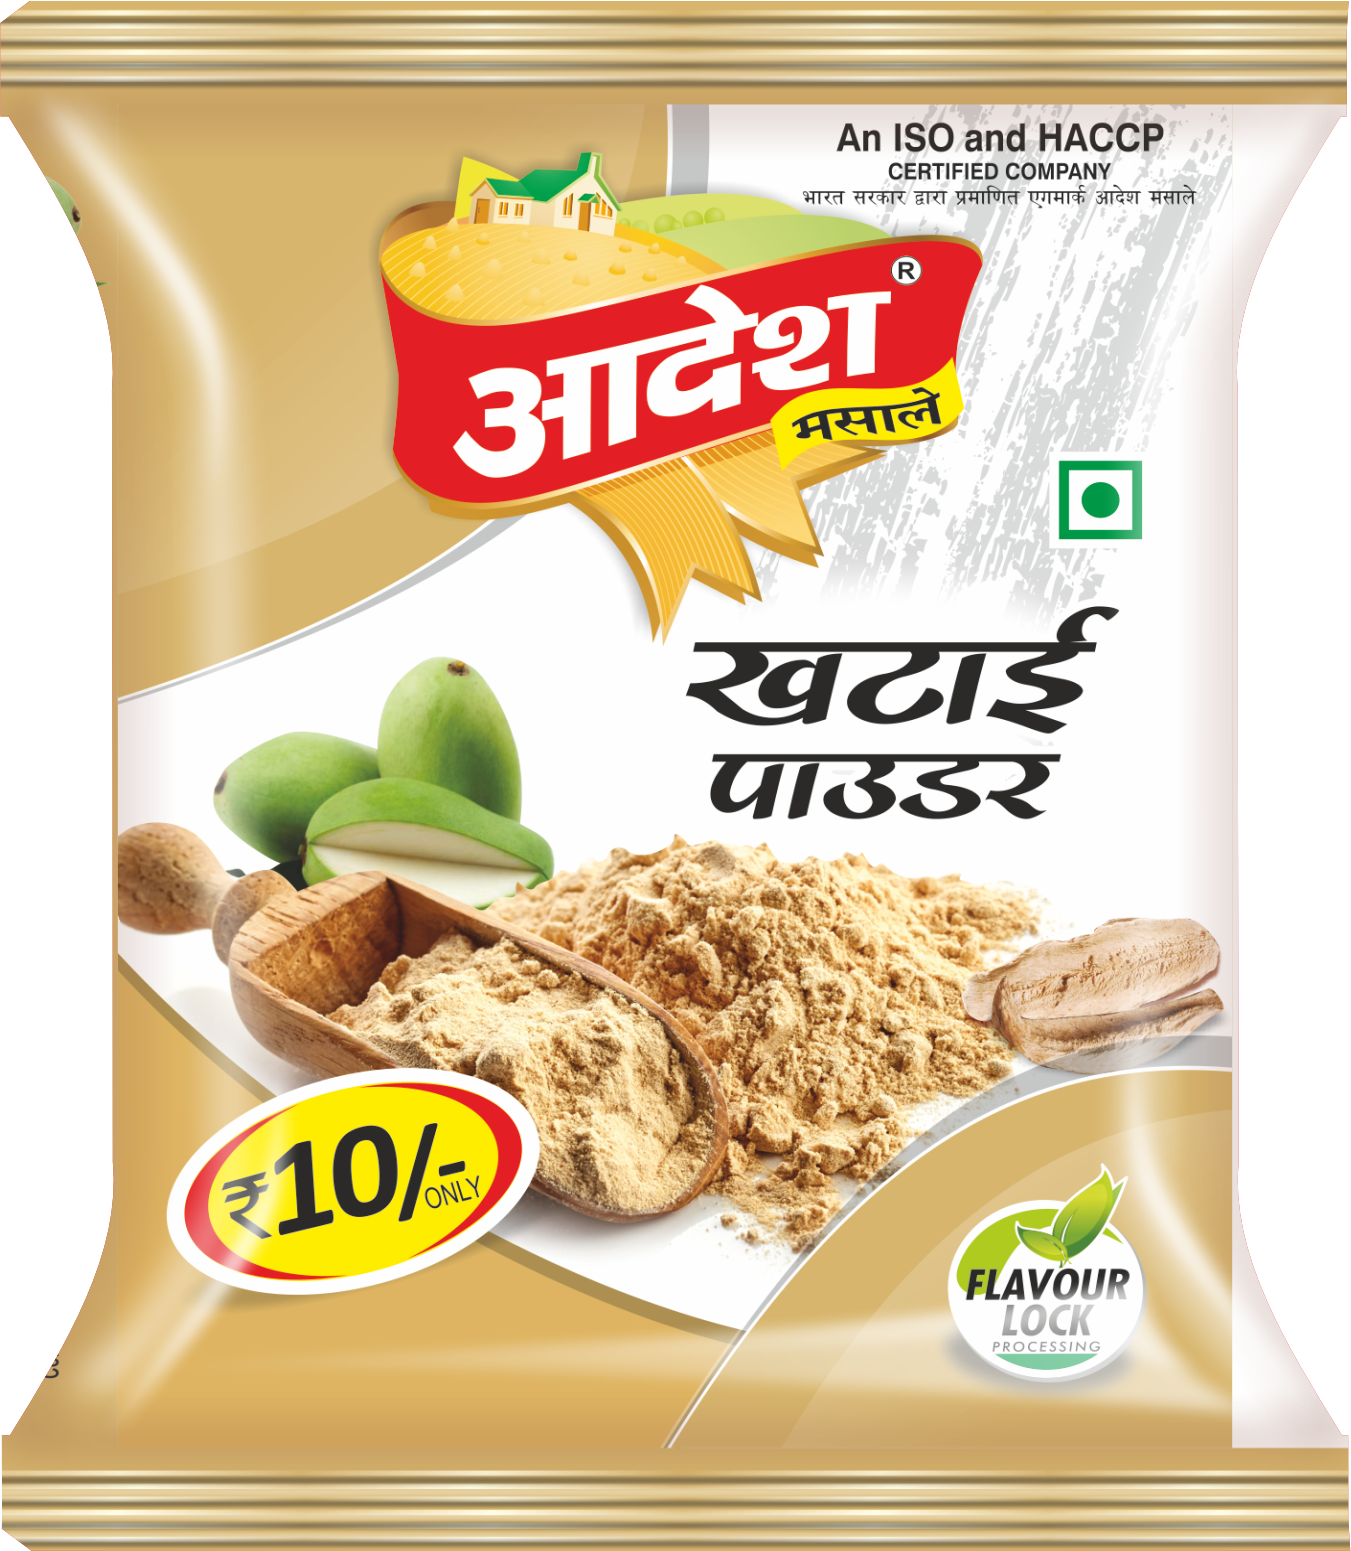 An ISO and HACCP
CERTIFIED COMPANY
भारत सरकार द्वारा प्रमाणित एगमार्क आदेश मसाले
आदेश ®
मसाले
खटाई
पाउडर
₹10/-
ONLY
FLAVOUR
LOCK
PROCESSING